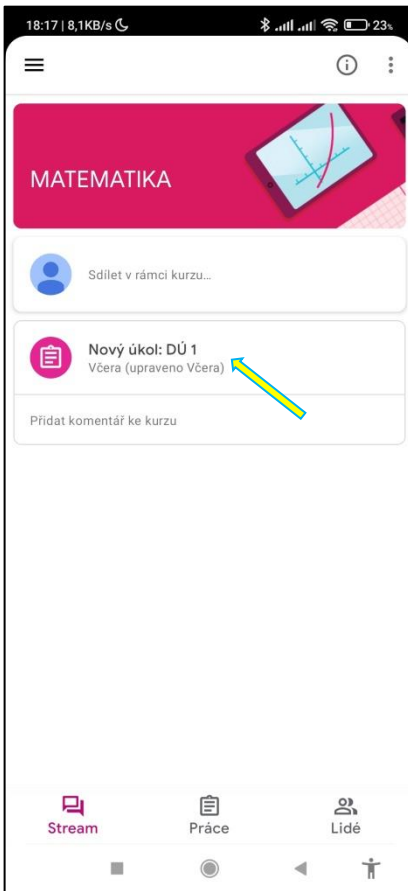 18:17 | 8,1KB/s 23%
MATEMATIKA
Sdílet v rámci kurzu...
Nový úkol: DÚ 1
Včera (upraveno Včera)
Přidat komentář ke kurzu
Stream Práce Lidé